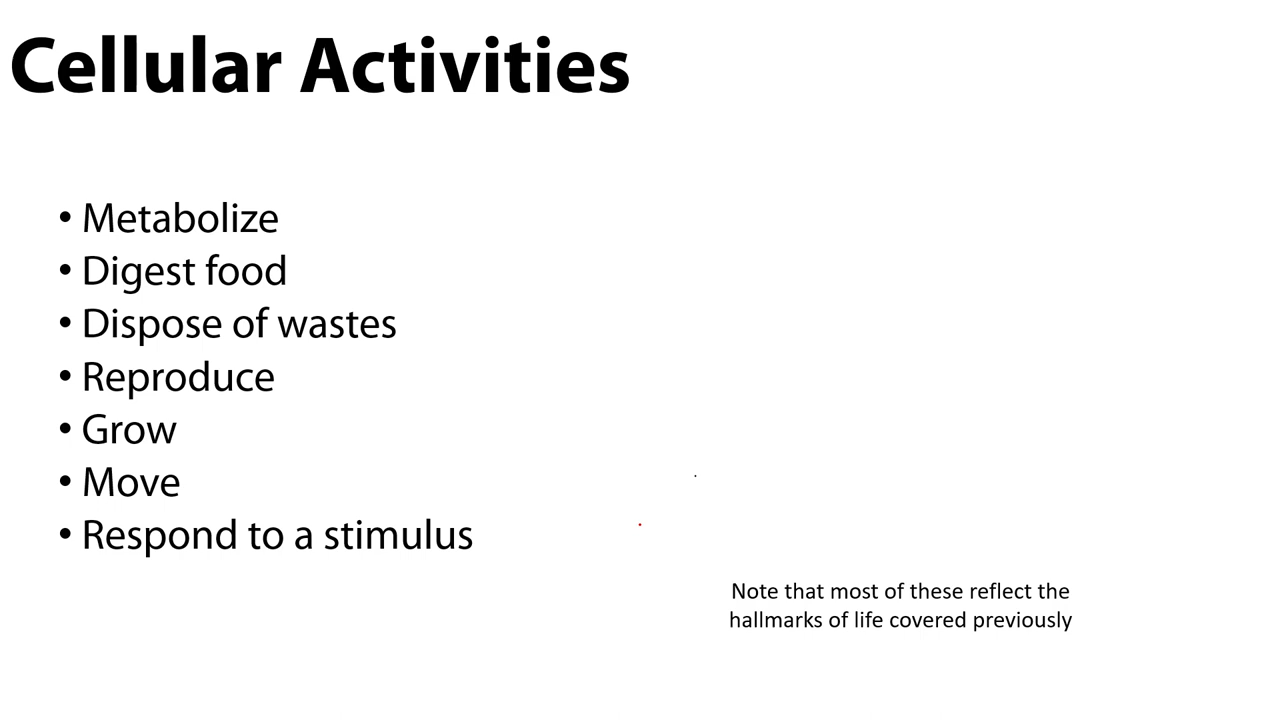 Cellular Activities
• Metabolize
• Digest food
• Dispose of wastes
• Reproduce
• Grow
• Move
• Respond to a stimulus
Note that most of these reflect the
hallmarks of life covered previously